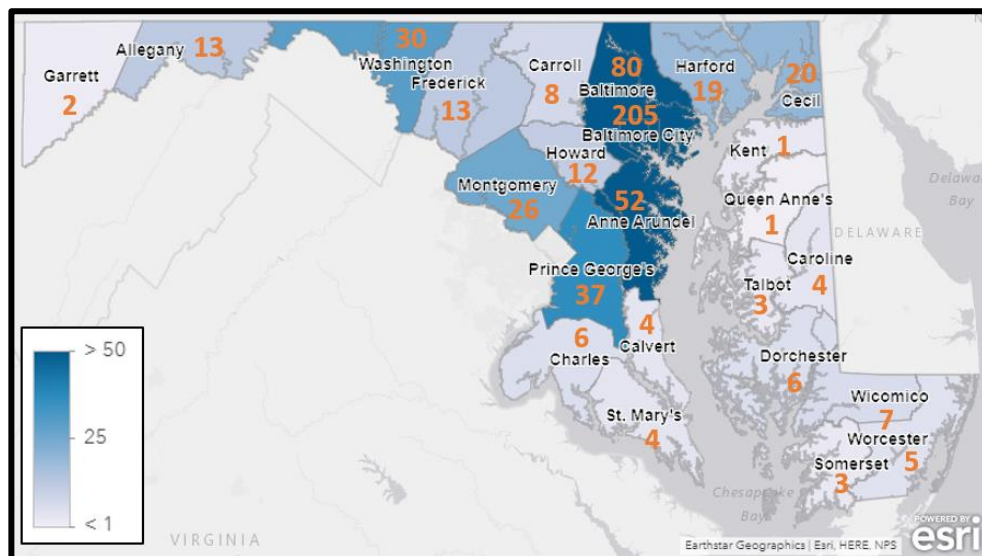 N
30
Allegany
13
Washington
Carroll
80
Harford
20
Garrett
2
Frederick
13
8
Baltimore
19
Cecil
205
Baltimore City
Kent
1
Howard
12
Montgomery
26
52
Anne Arundel
Queen Anne's
1
Delaware
Bay
DELAWARE
Caroline
4
Prince George's
37
Talbot
3
> 50
25
< 1
6
Charles
4
Calvert
Dorchester
6
St. Mary's
4
Wicomico
7
Worcester
5
Somerset
3
Chesapeake
Bay
VIRGINIA
Earthstar Geographics | Esri, HERE, NPS
POWERED BY
esri